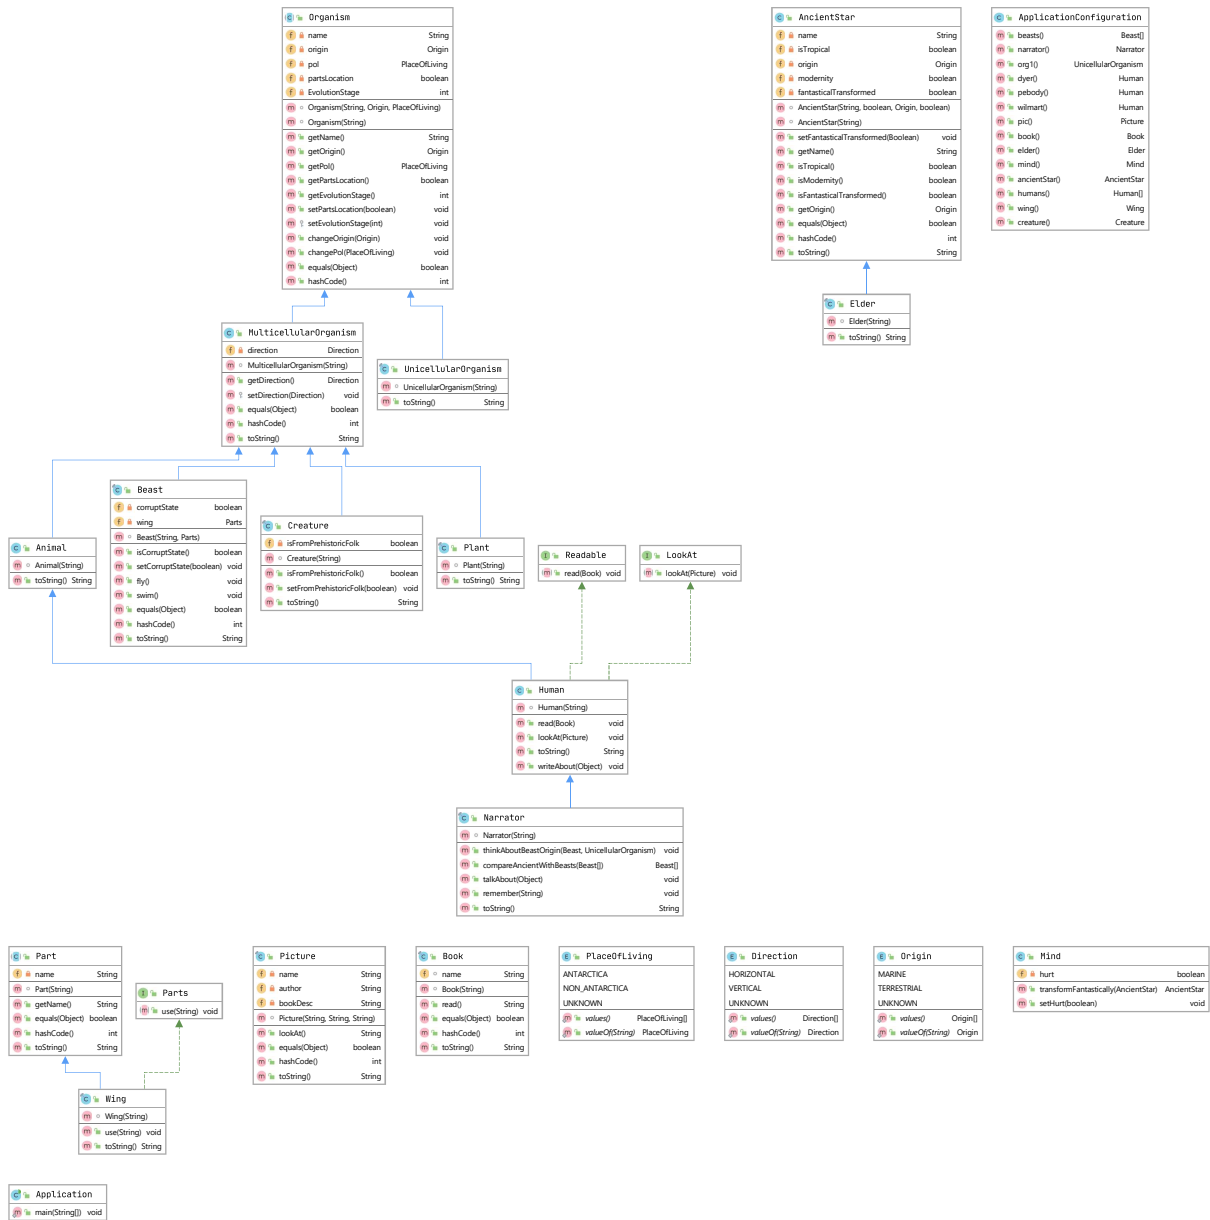 Organism
name String
origin Origin
pol PlaceOfLiving
partsLocation boolean
EvolutionStage int
Organism(String, Origin, PlaceOfLiving)
Organism(String)
getName() String
getOrigin() Origin
getPol() PlaceOfLiving
getPartsLocation() boolean
getEvolutionStage() int
setPartsLocation(boolean) void
setEvolutionStage(int) void
changeOrigin(Origin) void
changePol(PlaceOfLiving) void
equals(Object) boolean
hashCode() int
AncientStar
name String
isTropical boolean
origin Origin
modernity boolean
fantasticalTransformed boolean
AncientStar(String, boolean, Origin, boolean)
AncientStar(String)
setFantasticalTransformed(Boolean) void
getName() String
isTropical() boolean
isModernity() boolean
isFantasticalTransformed() boolean
getOrigin() Origin
equals(Object) boolean
hashCode() int
toString() String
ApplicationConfiguration
beasts() Beast[]
narrator() Narrator
org1() UnicellularOrganism
dyer() Human
pebody() Human
wilmart() Human
pic() Picture
book() Book
elder() Elder
mind() Mind
ancientStar() AncientStar
humans() Human[]
wing() Wing
creature() Creature
Elder
Elder(String)
toString() String
MulticellularOrganism
direction Direction
MulticellularOrganism(String)
getDirection() Direction
setDirection(Direction) void
equals(Object) boolean
hashCode() int
toString() String
UnicellularOrganism
UnicellularOrganism(String)
toString() String
Animal
Animal(String)
toString() String
Beast
corruptState boolean
wing Parts
Beast(String, Parts)
isCorruptState() boolean
setCorruptState(boolean) void
fly() void
swim() void
equals(Object) boolean
hashCode() int
toString() String
Creature
isFromPrehistoricFolk boolean
Creature(String)
isFromPrehistoricFolk() boolean
setFromPrehistoricFolk(boolean) void
toString() String
Plant
Plant(String)
toString() String
Readable
read(Book) void
LookAt
lookAt(Picture) void
Human
Human(String)
read(Book) void
lookAt(Picture) void
toString() String
writeAbout(Object) void
Narrator
Narrator(String)
thinkAboutBeastOrigin(Beast, UnicellularOrganism) void
compareAncientWithBeasts(Beast[]) Beast[]
talkAbout(Object) void
remember(String) void
toString() String
Part
name String
Part(String)
getName() String
equals(Object) boolean
hashCode() int
toString() String
Parts
use(String) void
Picture
name String
author String
bookDesc String
Picture(String, String, String)
lookAt() String
equals(Object) boolean
hashCode() int
toString() String
Book
name String
Book(String)
read() String
equals(Object) boolean
hashCode() int
toString() String
PlaceOfLiving
ANTARCTICA
NON_ANTARCTICA
UNKNOWN
values() PlaceOfLiving[]
valueOf(String) PlaceOfLiving
Direction
HORIZONTAL
VERTICAL
UNKNOWN
values() Direction[]
valueOf(String) Direction
Origin
MARINE
TERRESTRIAL
UNKNOWN
values() Origin[]
valueOf(String) Origin
Mind
hurt boolean
transformFantastically(AncientStar) AncientStar
setHurt(boolean) void
Wing
Wing(String)
use(String) void
toString() String
Application
main(String[]) void